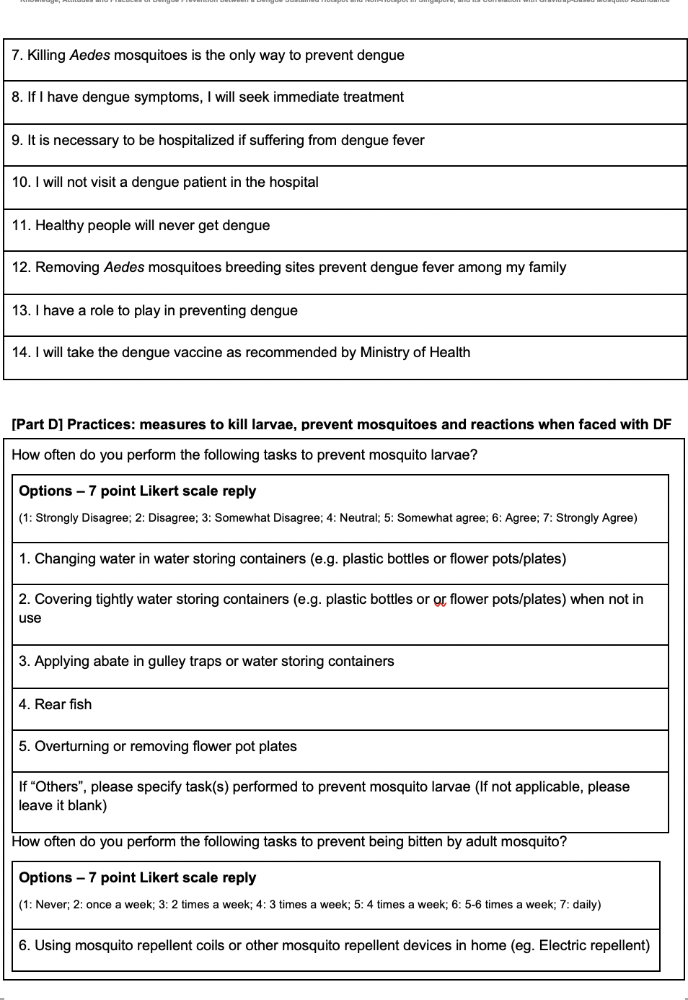 Knowledge, Attitudes and Practices of Dengue Prevention between a Dengue Sustained Hotspot and Non-Hotspot in Singapore, and its Correlation with Gravitrap-Based Mosquito Abundance
7. Killing Aedes mosquitoes is the only way to prevent dengue
8. If I have dengue symptoms, I will seek immediate treatment
9. It is necessary to be hospitalized if suffering from dengue fever
10. I will not visit a dengue patient in the hospital
11. Healthy people will never get dengue
12. Removing Aedes mosquitoes breeding sites prevent dengue fever among my family
13. I have a role to play in preventing dengue
14. I will take the dengue vaccine as recommended by Ministry of Health
[Part D] Practices: measures to kill larvae, prevent mosquitoes and reactions when faced with DF
How often do you perform the following tasks to prevent mosquito larvae?
Options – 7 point Likert scale reply
(1: Strongly Disagree; 2: Disagree; 3: Somewhat Disagree; 4: Neutral; 5: Somewhat agree; 6: Agree; 7: Strongly Agree)
1. Changing water in water storing containers (e.g. plastic bottles or flower pots/plates)
2. Covering tightly water storing containers (e.g. plastic bottles or or flower pots/plates) when not in
use
3. Applying abate in gulley traps or water storing containers
4. Rear fish
5. Overturning or removing flower pot plates
If “Others”, please specify task(s) performed to prevent mosquito larvae (If not applicable, please
leave it blank)
How often do you perform the following tasks to prevent being bitten by adult mosquito?
Options – 7 point Likert scale reply
(1: Never; 2: once a week; 3: 2 times a week; 4: 3 times a week; 5: 4 times a week; 6: 5-6 times a week; 7: daily)
6. Using mosquito repellent coils or other mosquito repellent devices in home (eg. Electric repellent)